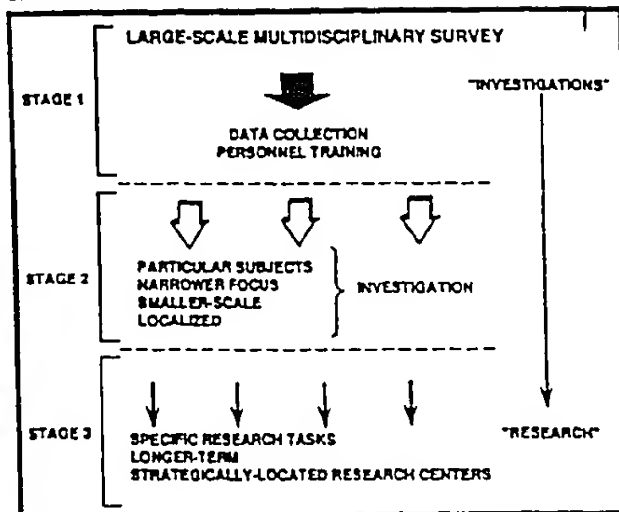 LARGE-SCALE MULTIDISCIPLINARY SURVEY
STAGE 1
"INVESTIGATIONS"
DATA COLLECTION
PERSONNEL TRAINING
STAGE 2
PARTICULAR SUBJECTS
NARROWER FOCUS
SMALLER-SCALE
LOCALIZED
INVESTIGATION
STAGE 3
SPECIFIC RESEARCH TASKS
LONGER-TERM
STRATEGICALLY-LOCATED RESEARCH CENTERS
"RESEARCH"